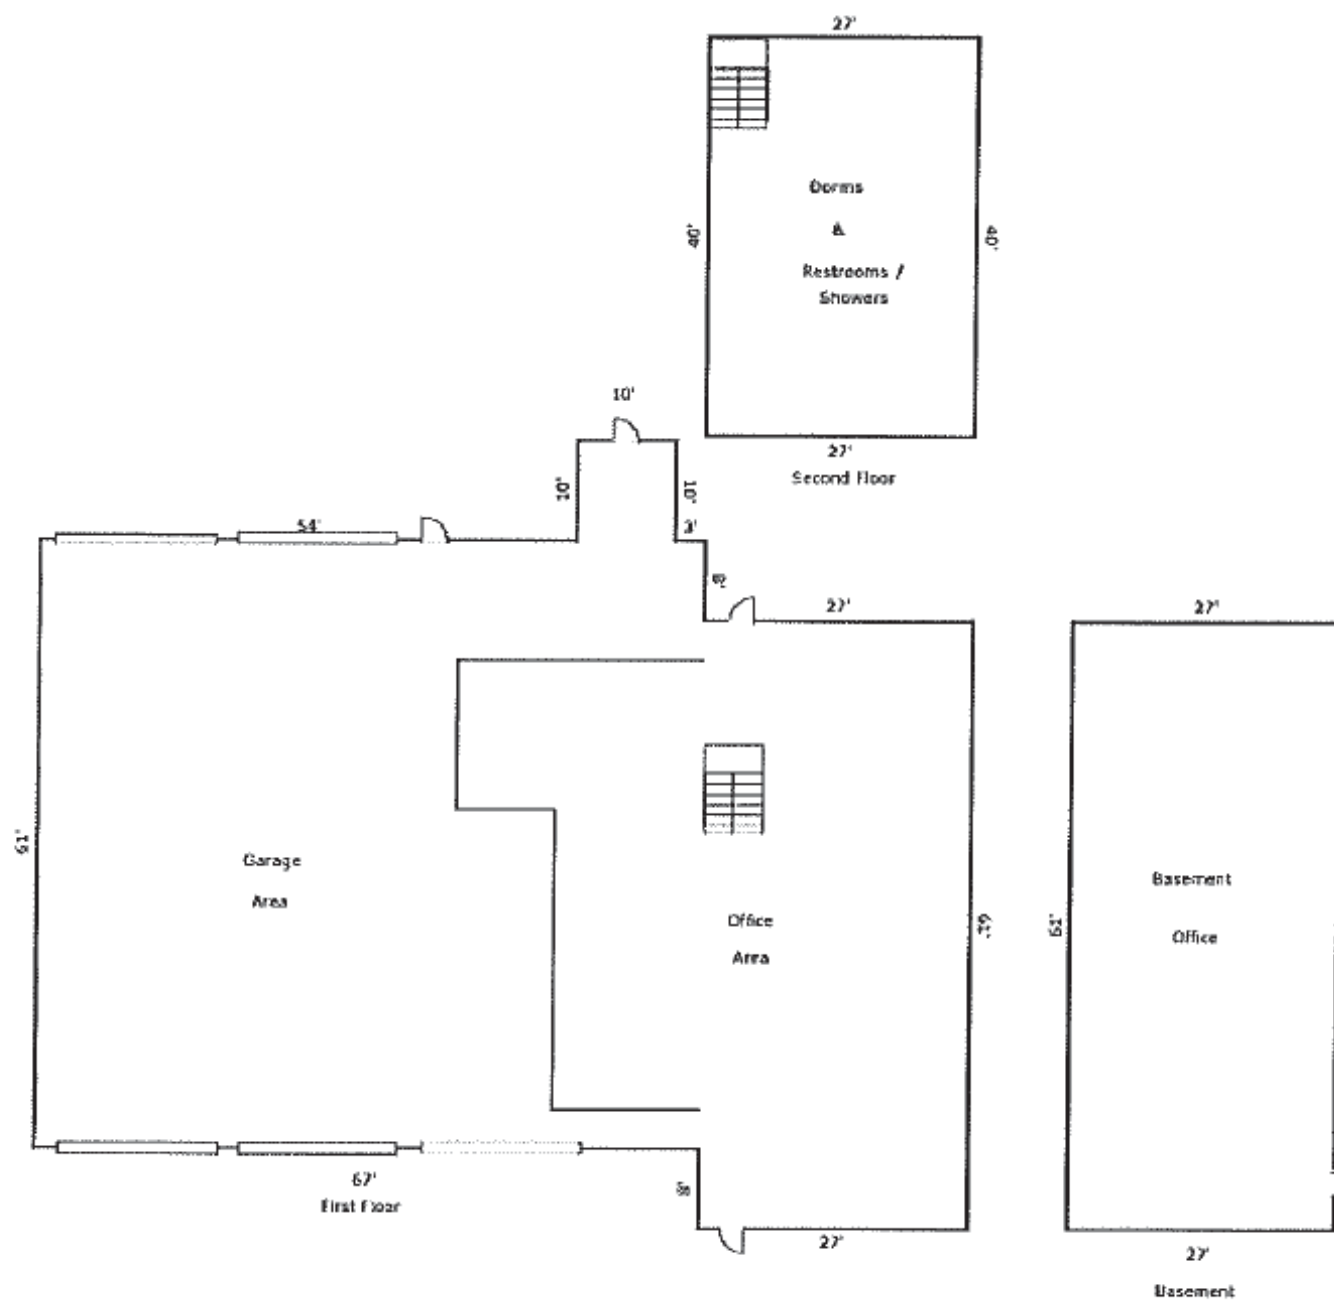 27'
40'
Dorms
&
Restrooms /
Showers
40'
27'
Second Floor
10'
10'
10'
3'
54'
8'
27'
61'
Garage
Area
Office
Area
61'
67'
First Floor
8'
27'
27'
61'
Basement
Office
27'
Basement